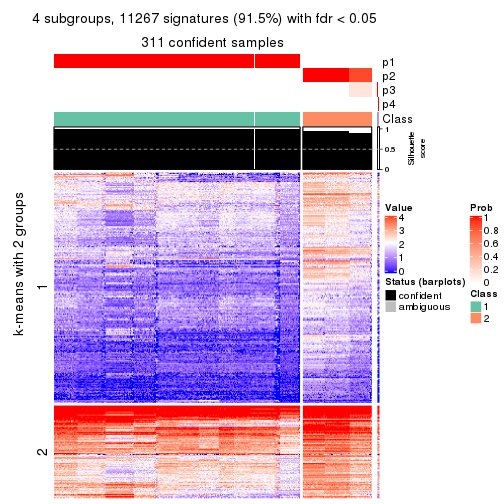 4 subgroups, 11267 signatures (91.5%) with fdr < 0.05
311 confident samples
p1
p2
p3
p4
Class
1
0.5
0
Silhouette
score
k-means with 2 groups
1
2
Value
4
3
2
1
0
Status (barplots)
confident
ambiguous
Prob
1
0.8
0.6
0.4
0.2
0
Class
1
2